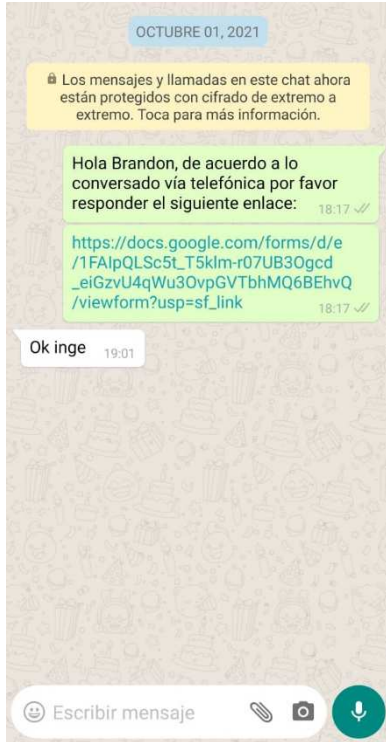 OCTUBRE 01, 2021
Los mensajes y llamadas en este chat ahora
están protegidos con cifrado de extremo a
extremo. Toca para más información.
Hola Brandon, de acuerdo a lo
conversado vía telefónica por favor
responder el siguiente enlace: 18:17
https://docs.google.com/forms/d/e
/1FAIpQLSc5t_T5klm-r07UB3Ogcd
_eiGzvU4qWu3OvpGVTbhMQ6BEhvQ
/viewform?usp=sf_link 18:17
Ok inge 19:01
Escribir mensaje